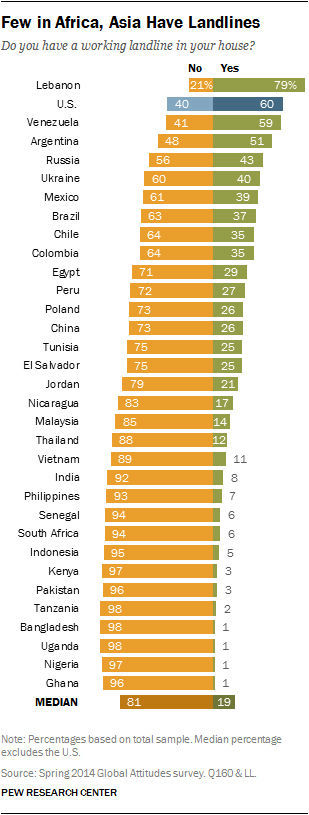 Few in Africa, Asia Have Landlines
Do you have a working landline in your house?
No Yes
Lebanon 21% 79%
U.S. 40 60
Venezuela 41 59
Argentina 48 51
Russia 56 43
Ukraine 60 40
Mexico 61 39
Brazil 63 37
Chile 64 35
Colombia 64 35
Egypt 71 29
Peru 72 27
Poland 73 26
China 73 26
Tunisia 75 25
El Salvador 75 25
Jordan 79 21
Nicaragua 83 17
Malaysia 85 14
Thailand 88 12
Vietnam 89 11
India 92 8
Philippines 93 7
Senegal 94 6
South Africa 94 6
Indonesia 95 5
Kenya 97 3
Pakistan 96 3
Tanzania 98 2
Bangladesh 98 1
Uganda 98 1
Nigeria 97 1
Ghana 96 1
MEDIAN 81 19
Note: Percentages based on total sample. Median percentage
excludes the U.S.
Source: Spring 2014 Global Attitudes survey. Q160 & LL.
PEW RESEARCH CENTER